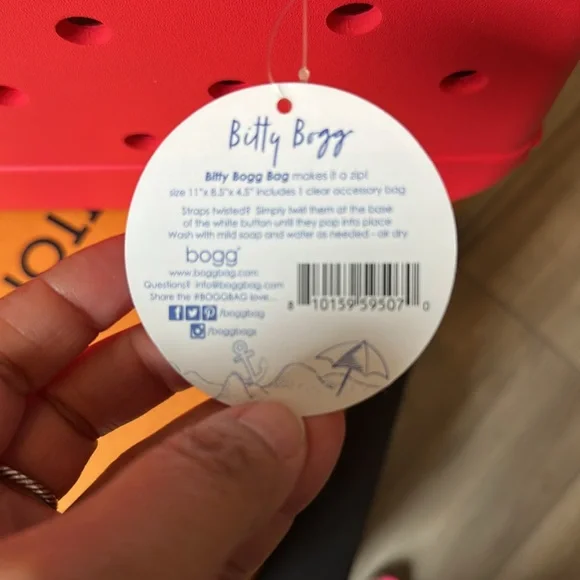 Bitty Bogg
Bitty Bogg Bag makes it a zip!
size 11"x 8.5"x 4.5" includes 1 clear accessory bag
Straps twisted? Simply twirl them at the base
of the white button until they pop into place
Wash with mild soap and water as needed - air dry.
bogg
www.boggbag.com
Questions? info@boggbag.com
Share the #BOGGBAG love...
/boggbag
/boggbags
8 10159 59507 0